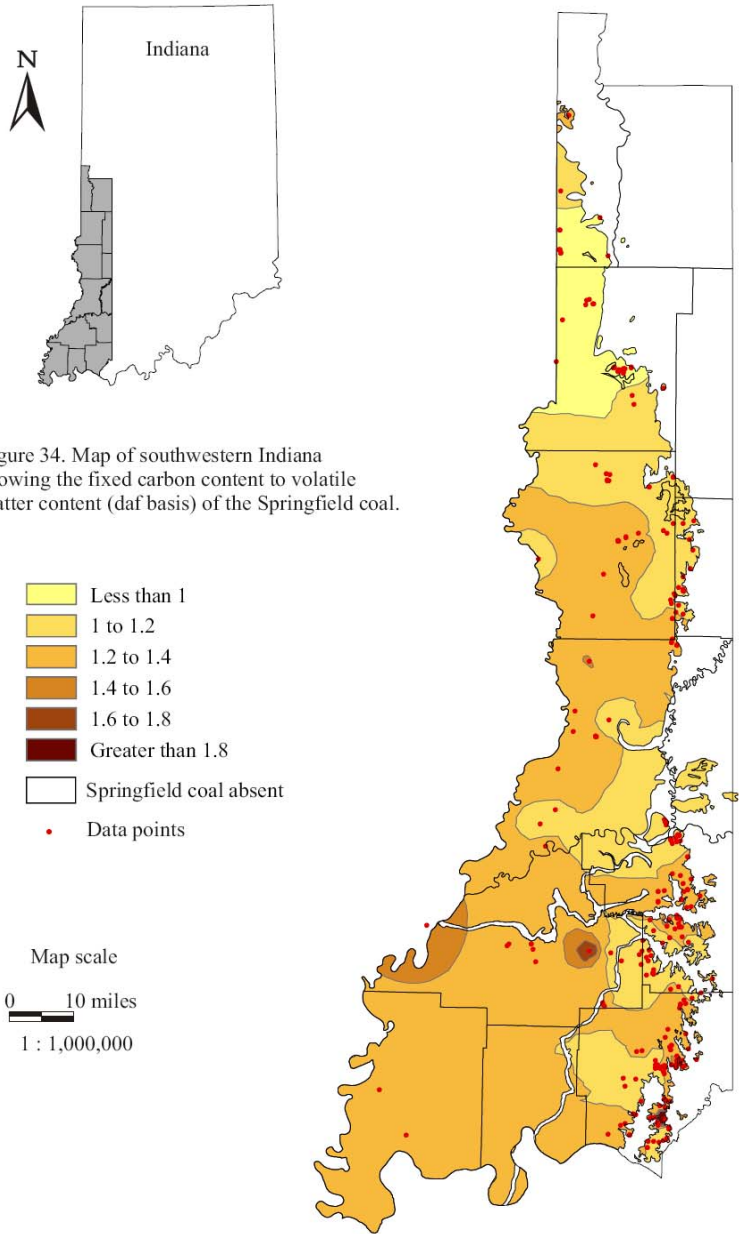 Indiana
N
gure 34. Map of southwestern Indiana
owing the fixed carbon content to volatile
atter content (daf basis) of the Springfield coal.
Less than 1
1 to 1.2
1.2 to 1.4
1.4 to 1.6
1.6 to 1.8
Greater than 1.8
Springfield coal absent
Data points
Map scale
0 10 miles
1 : 1,000,000